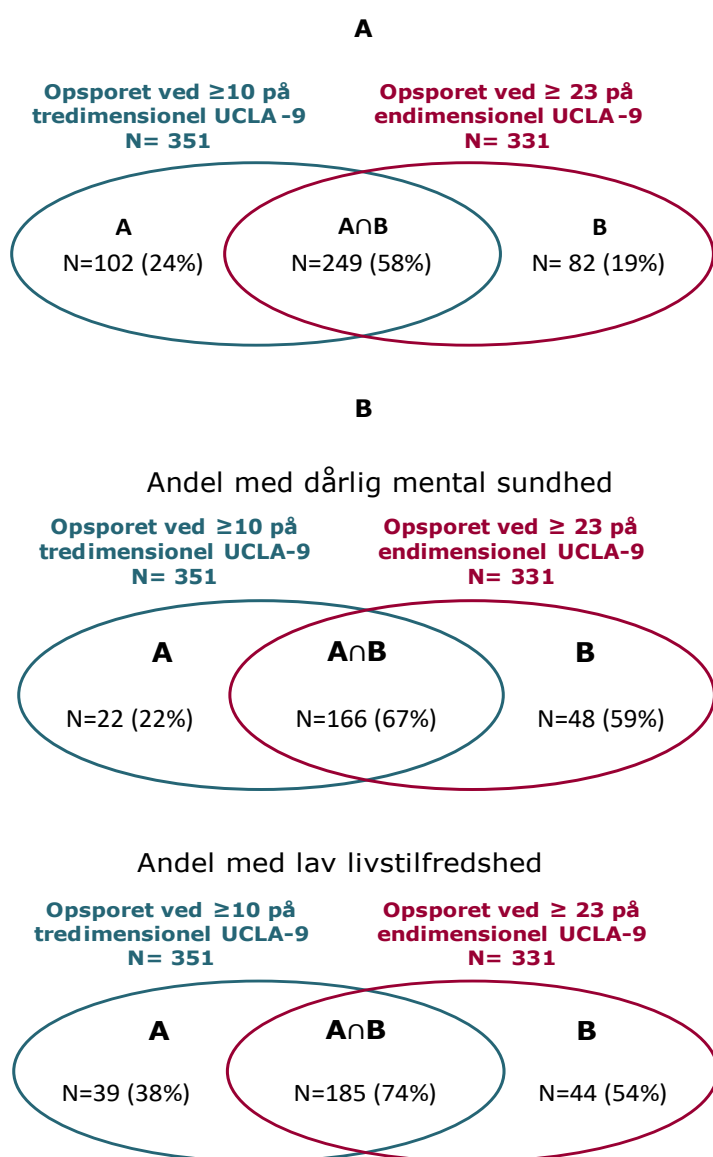 A
Opsporet ved ≥10 på
tredimensionel UCLA-9
N= 351
Opsporet ved ≥ 23 på
endimensionel UCLA-9
N= 331
A
N=102 (24%)
A∩B
N=249 (58%)
B
N= 82 (19%)
B
Andel med dårlig mental sundhed
Opsporet ved ≥10 på
tredimensionel UCLA-9
N= 351
Opsporet ved ≥ 23 på
endimensionel UCLA-9
N= 331
A
N=22 (22%)
A∩B
N=166 (67%)
B
N=48 (59%)
Andel med lav livstilfredshed
Opsporet ved ≥10 på
tredimensionel UCLA-9
N= 351
Opsporet ved ≥ 23 på
endimensionel UCLA-9
N= 331
A
N=39 (38%)
A∩B
N=185 (74%)
B
N=44 (54%)